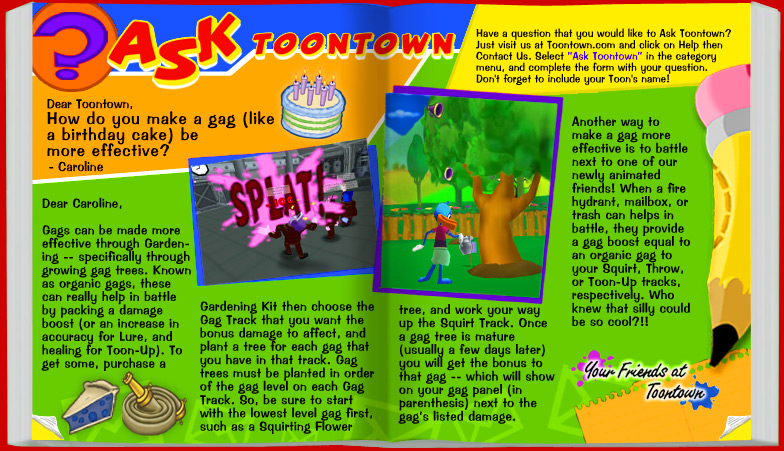 ASK TOONTOWN
Have a question that you would like to Ask Toontown?
Just visit us at Toontown.com and click on Help then
Contact Us. Select "Ask Toontown" in the category
menu, and complete the form with your question.
Don't forget to include your Toon's name!
Dear Toontown,
How do you make a gag (like
a birthday cake) be
more effective?
- Caroline
Dear Caroline,
Gags can be made more
effective through Garden-
ing -- specifically through
growing gag trees. Known
as organic gags, these
can really help in battle
by packing a damage
boost (or an increase in
accuracy for Lure, and
healing for Toon-Up). To
get some, purchase a
SPLAT!
Gardening Kit then choose the
Gag Track that you want the
bonus damage to affect, and
plant a tree for each gag that
you have in that track. Gag
trees must be planted in order
of the gag level on each Gag
Track. So, be sure to start
with the lowest level gag first,
such as a Squirting Flower
tree, and work your way
up the Squirt Track. Once
a gag tree is mature
(usually a few days later)
you will get the bonus to
that gag -- which will show
on your gag panel (in
parenthesis) next to the
gag's listed damage.
Another way to
make a gag more
effective is to battle
next to one of our
newly animated
friends! When a fire
hydrant, mailbox, or
trash can helps in
battle, they provide
a gag boost equal to
an organic gag to
your Squirt, Throw,
or Toon-Up tracks,
respectively. Who
knew that silly could
be so cool?!!
Your Friends at
Toontown